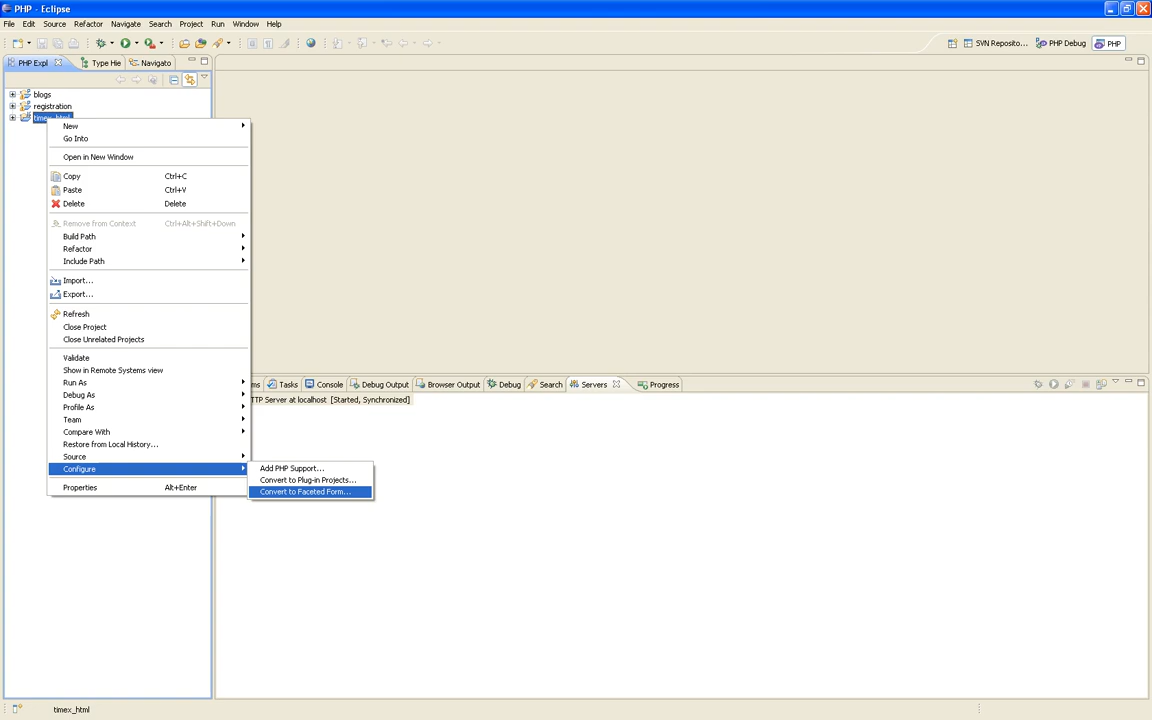 PHP - Eclipse
File Edit Source Refactor Navigate Search Project Run Window Help
SVN Reposito... PHP Debug PHP
PHP Expl Type Hie Navigato
blogs
registration
timex_html
New
Go Into
Open in New Window
Copy Ctrl+C
Paste Ctrl+V
Delete Delete
Remove from Context Ctrl+Alt+Shift+Down
Build Path
Refactor
Include Path
Import...
Export...
Refresh
Close Project
Close Unrelated Projects
Validate
Show in Remote Systems view
Run As
Debug As
Profile As
Team
Compare With
Restore from Local History...
Source
Configure
Properties Alt+Enter
Add PHP Support...
Convert to Plug-in Projects...
Convert to Faceted Form...
ms Tasks Console Debug Output Browser Output Debug Search Servers Progress
TTP Server at localhost [Started, Synchronized]
timex_html